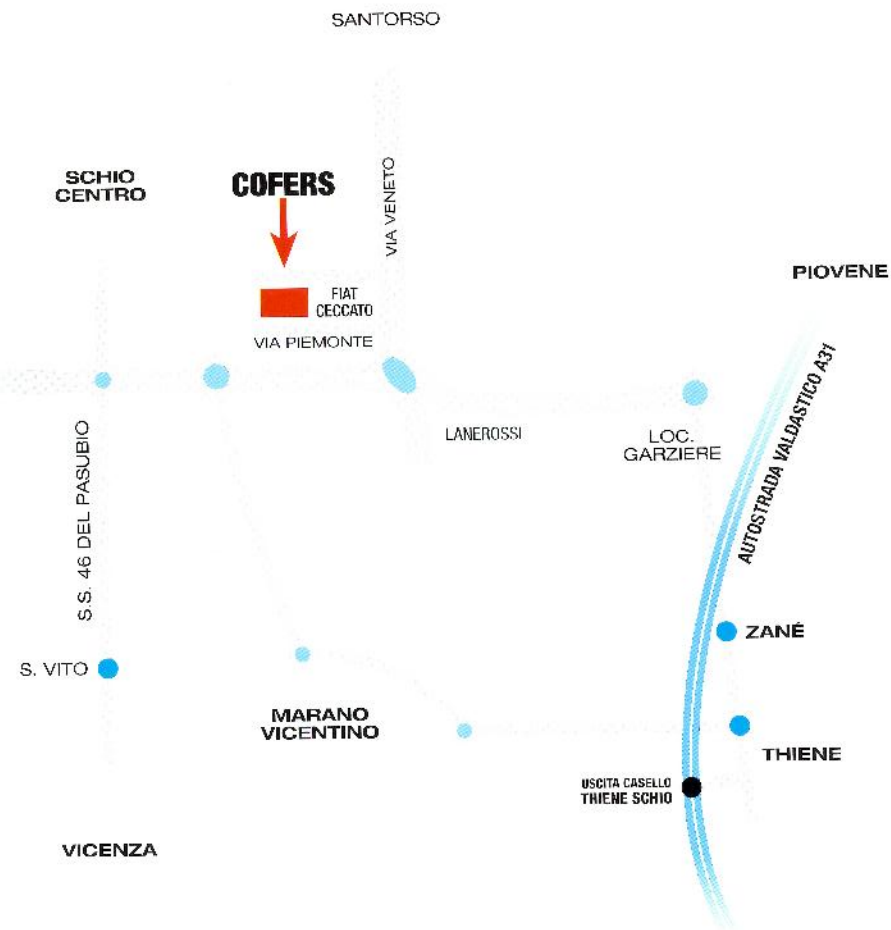 SANTORSO
SCHIO
CENTRO
COFERS
VIA VENETO
PIOVENE
FIAT
CECCATO
VIA PIEMONTE
AUTOSTRADA VALDASTICO A31
LANEROSSI
LOC.
GARZIERE
S.S. 46 DEL PASUBIO
ZANÉ
S. VITO
MARANO
VICENTINO
THIENE
USCITA CASELLO
THIENE SCHIO
VICENZA